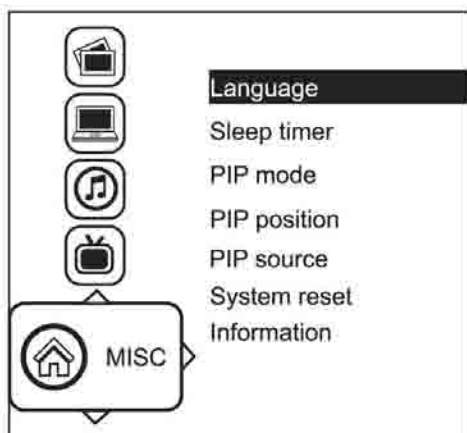 Language
Sleep timer
PIP mode
PIP position
PIP source
System reset
Information
MISC